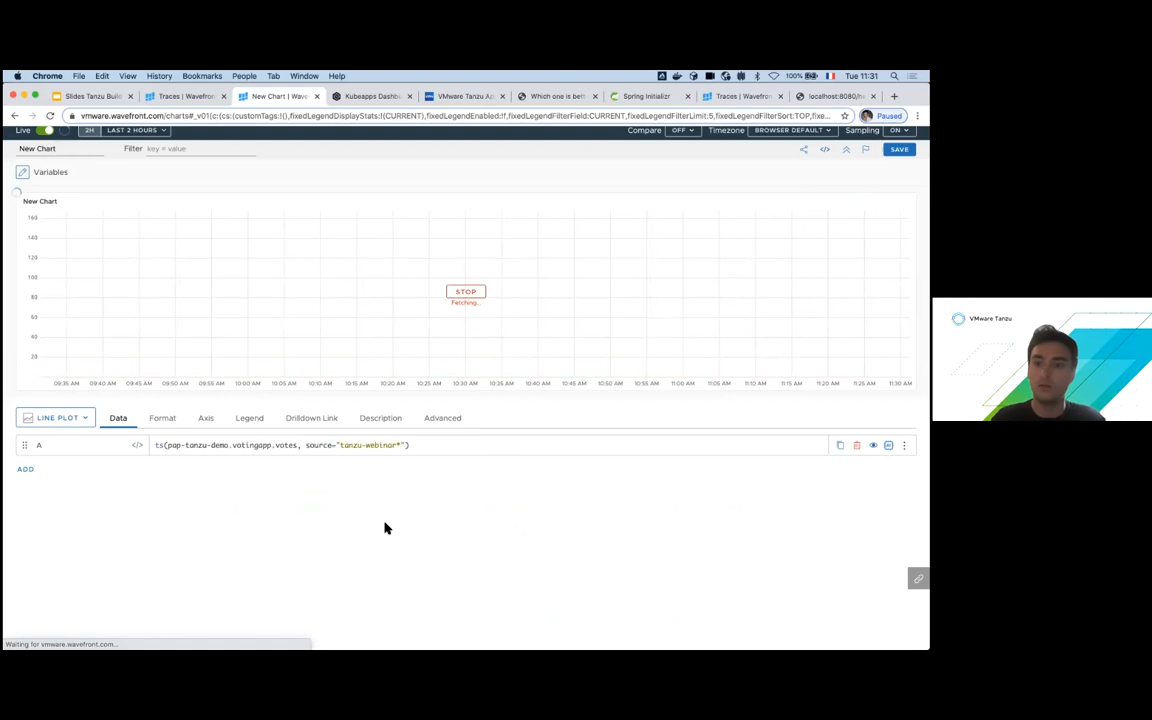 Chrome File Edit View History Bookmarks People Tab Window Help 100% Tue 11:31
Slides Tanzu Buil Traces | Wavefron New Chart | Wave Kubeapps Dashb VMware Tanzu Ap Which one is bet Spring Initializr Traces | Wavefron localhost:8080/he
vmware.wavefront.com/charts#_v01(c:(cs:(customTags:!(),fixedLegendDisplayStats:!(CURRENT),fixedLegendEnabled:!f,fixedLegendFilterField:CURRENT,fixedLegendFilterLimit:5,fixedLegendFilterSort:TOP,fixe... Paused
Live 2H LAST 2 HOURS Compare OFF Timezone BROWSER DEFAULT Sampling ON
New Chart Filter key = value SAVE
Variables
New Chart
160
140
120
100
80
60
40
20
STOP
Fetching...
09:35 AM 09:40 AM 09:45 AM 09:50 AM 09:55 AM 10:00 AM 10:05 AM 10:10 AM 10:15 AM 10:20 AM 10:25 AM 10:30 AM 10:35 AM 10:40 AM 10:45 AM 10:50 AM 10:55 AM 11:00 AM 11:05 AM 11:10 AM 11:15 AM 11:20 AM 11:25 AM 11:30 AM
LINE PLOT Data Format Axis Legend Drilldown Link Description Advanced
A </> ts(pap-tanzu-demo.votingapp.votes, source="tanzu-webinar*")
ADD
Waiting for vmware.wavefront.com...
VMware Tanzu